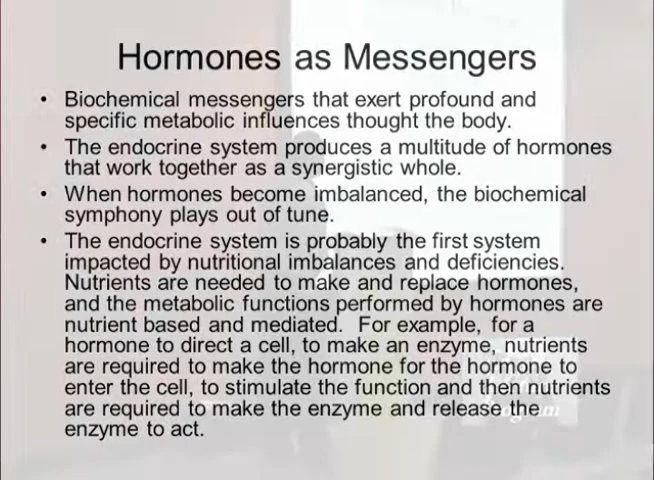 Hormones as Messengers
• Biochemical messengers that exert profound and
specific metabolic influences thought the body.
• The endocrine system produces a multitude of hormones
that work together as a synergistic whole.
• When hormones become imbalanced, the biochemical
symphony plays out of tune.
• The endocrine system is probably the first system
impacted by nutritional imbalances and deficiencies.
Nutrients are needed to make and replace hormones,
and the metabolic functions performed by hormones are
nutrient based and mediated. For example, for a
hormone to direct a cell, to make an enzyme, nutrients
are required to make the hormone for the hormone to
enter the cell, to stimulate the function and then nutrients
are required to make the enzyme and release the
enzyme to act.